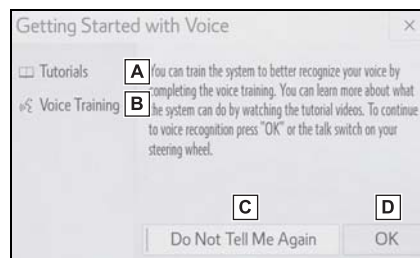 Getting Started with Voice ×
Tutorials
Voice Training
A
B
You can train the system to better recognize your voice by
completing the voice training. You can learn more about what
the system can do by watching the tutorial videos. To continue
to voice recognition press "OK" or the talk switch on your
steering wheel.
C
D
Do Not Tell Me Again
OK